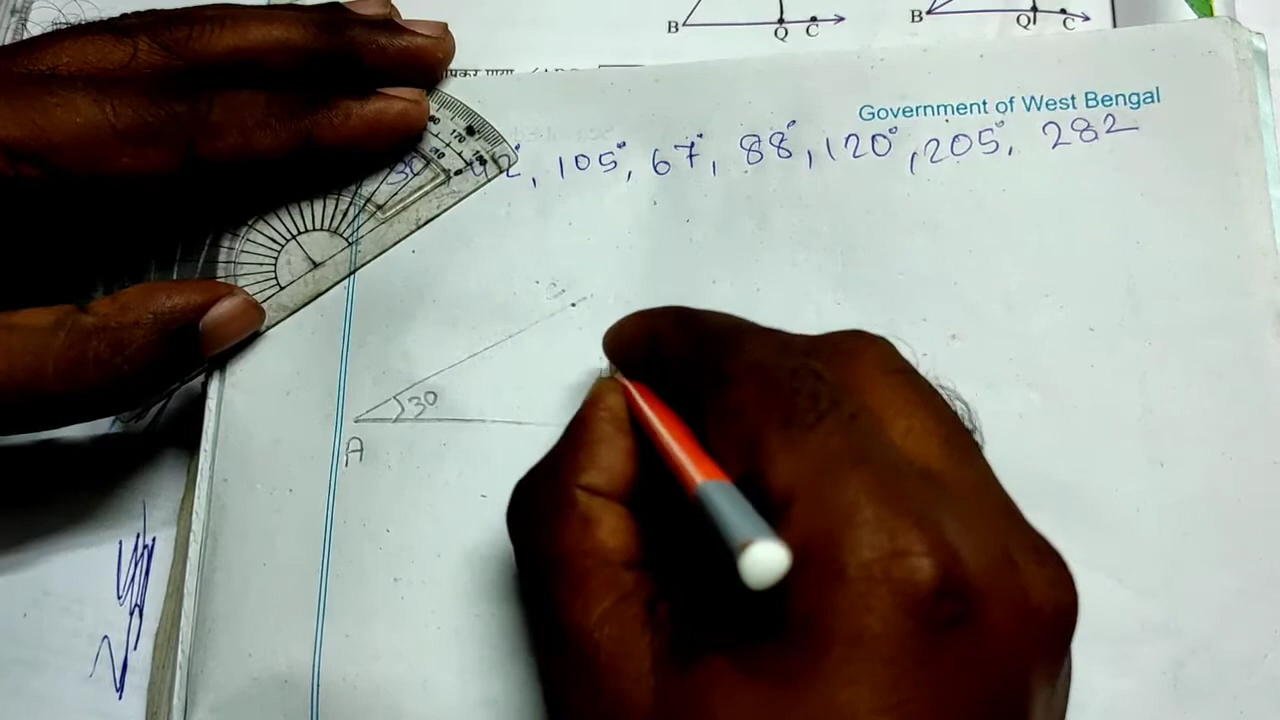 B Q C B Q C
Government of West Bengal
30 42°, 105°, 67°, 88°, 120°, 205°, 282
30
A